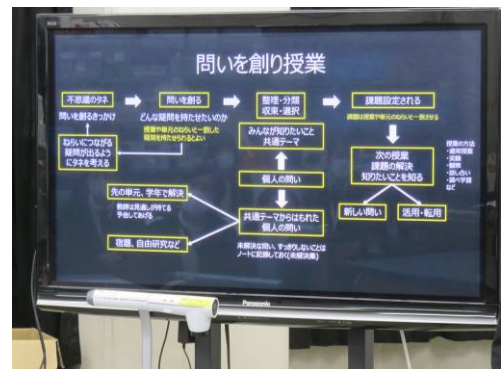 問いを創り授業
不思議のタネ
問いを創る
整理・分類
収束・選択
課題設定される
問いを創るきっかけ
どんな疑問を持たせたいのか
課題は授業や単元のねらいと一致させる
授業や単元のねらいと一致した
疑問を持たせられるとよい
ねらいにつながる
疑問が出るよう
にタネを考える
みんなが知りたいこと
共通テーマ
次の授業
課題の解決
知りたいことを知る
授業の方法
・通常授業
・実験
・観察
・話し合い
・調べ学習
など
個人の問い
先の単元、学年で解決
教師は見通しが持てる
予告してあげる
共通テーマからはもれた
個人の問い
新しい問い
活用・転用
宿題、自由研究など
未解決な問い、すっきりしないことは
ノートに記録しておく(未解決集)
Panasonic